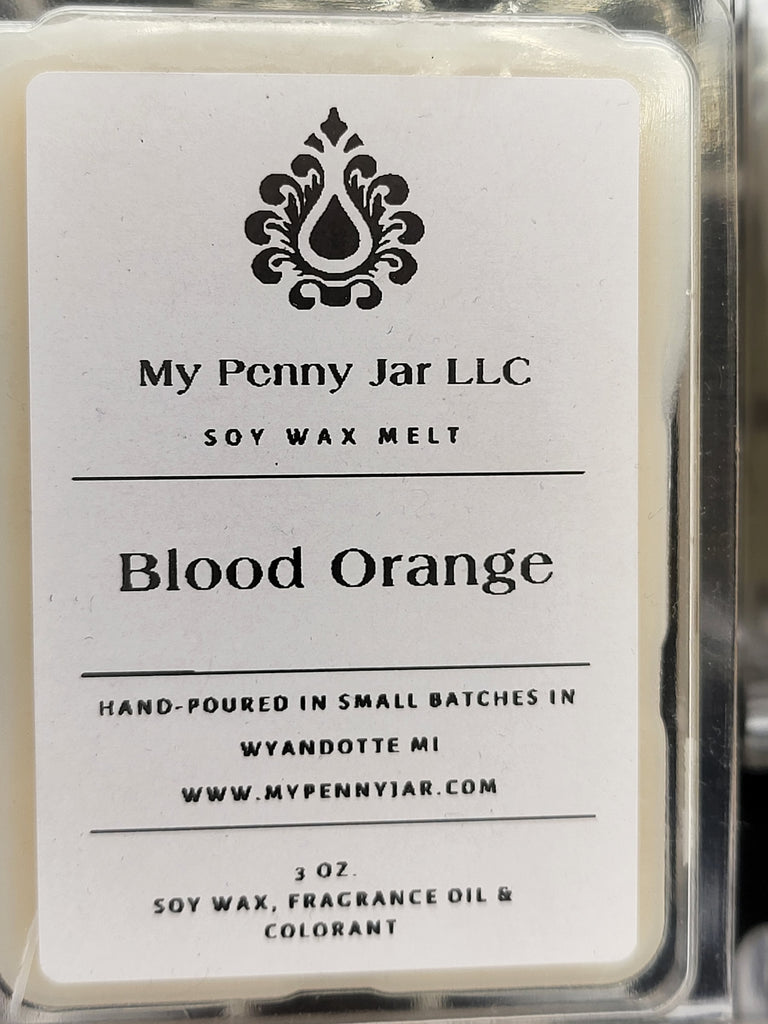 My Penny Jar LLC
SOY WAX MELT
Blood Orange
HAND-POURED IN SMALL BATCHES IN
WYANDOTTE MI
WWW.MYPENNYJAR.COM
3 OZ.
SOY WAX, FRAGRANCE OIL &
COLORANT